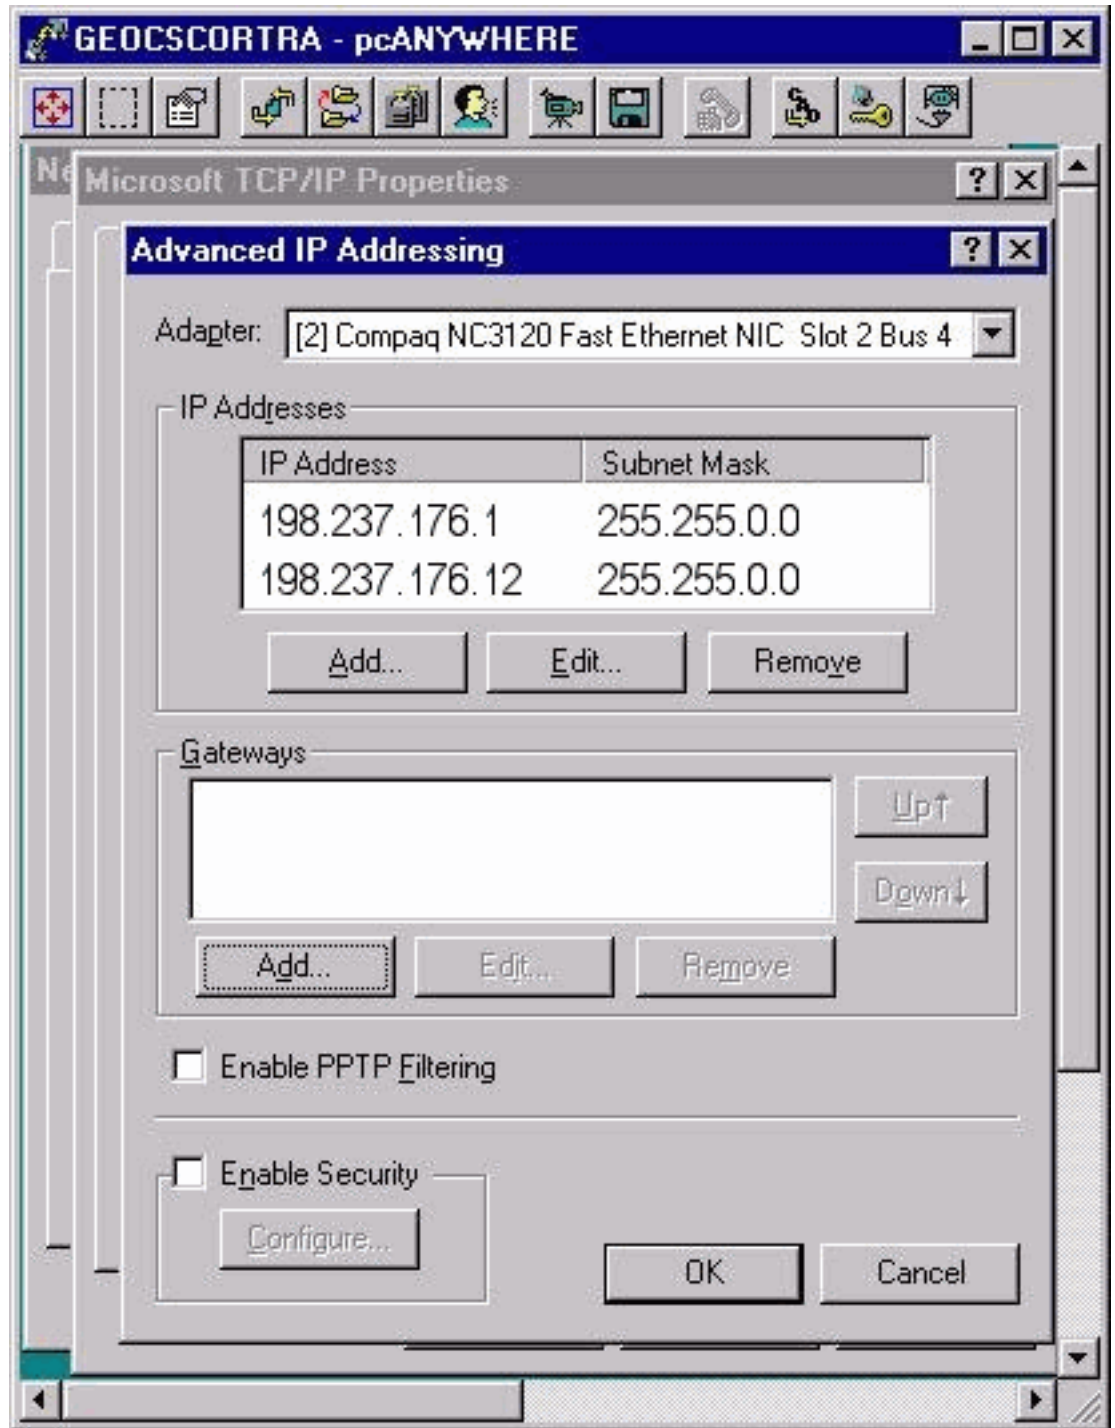 GEOCSCORTRA - pcANYWHERE
Ne
Microsoft TCP/IP Properties
Advanced IP Addressing
Adapter: [2] Compaq NC3120 Fast Ethernet NIC Slot 2 Bus 4
IP Addresses
IP Address Subnet Mask
198.237.176.1 255.255.0.0
198.237.176.12 255.255.0.0
Add... Edit... Remove
Gateways
Up↑
Down↓
Add... Edit... Remove
Enable PPTP Filtering
Enable Security
Configure...
OK Cancel